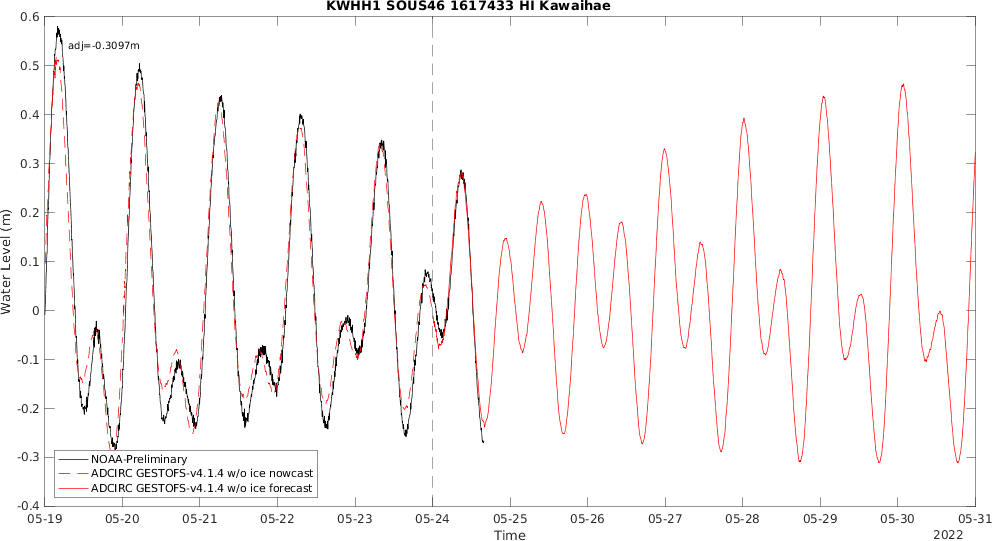 KWHH1 SOUS46 1617433 HI Kawaihae
adj=-0.3097m
Water Level (m)
0.6
0.5
0.4
0.3
0.2
0.1
0
-0.1
-0.2
-0.3
-0.4
NOAA-Preliminary
ADCIRC GESTOFS-v4.1.4 w/o ice nowcast
ADCIRC GESTOFS-v4.1.4 w/o ice forecast
05-19 05-20 05-21 05-22 05-23 05-24 05-25 05-26 05-27 05-28 05-29 05-30 05-31
Time
2022